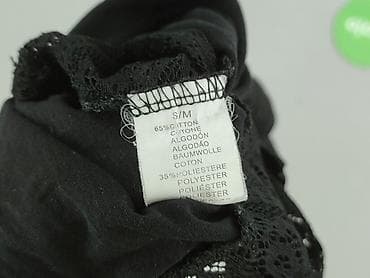 S/M
65%COTTON
COTONE
ALGODÓN
ALGODÃO
BAUMWOLLE
COTON
35%POLIESTERE
POLYESTER
POLIÉSTER